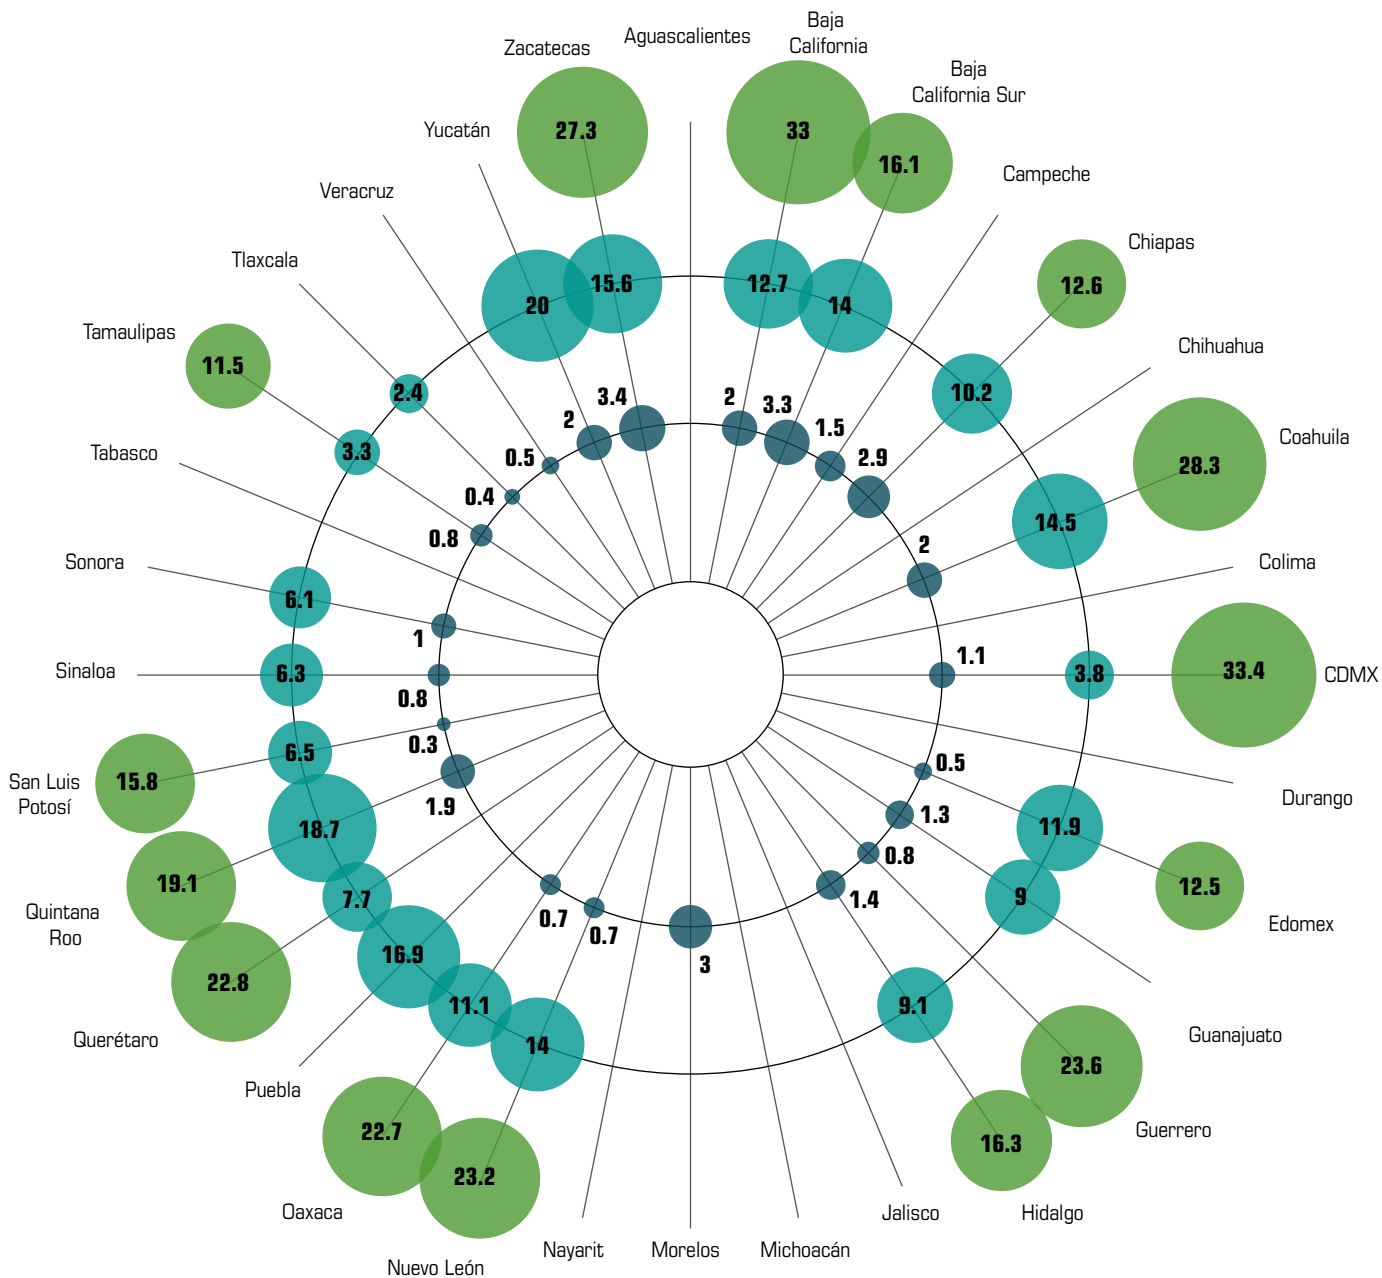 Aguascalientes
Baja
California
33
12.7
2
Baja
California Sur
16.1
14
3.3
Campeche
1.5
Chiapas
12.6
10.2
2.9
Chihuahua
Coahuila
28.3
14.5
2
Colima
CDMX
33.4
3.8
1.1
Durango
Edomex
12.5
11.9
0.5
Guanajuato
9
1.3
Guerrero
23.6
0.8
Hidalgo
16.3
9.1
1.4
Jalisco
Michoacán
Morelos
3
Nayarit
Nuevo León
23.2
14
0.7
Oaxaca
22.7
11.1
0.7
Puebla
16.9
Querétaro
22.8
7.7
Quintana
Roo
19.1
18.7
1.9
San Luis
Potosí
15.8
6.5
0.3
Sinaloa
6.3
0.8
Sonora
6.1
1
Tabasco
Tamaulipas
11.5
3.3
0.8
Tlaxcala
2.4
0.4
Veracruz
0.5
Yucatán
20
2
Zacatecas
27.3
15.6
3.4